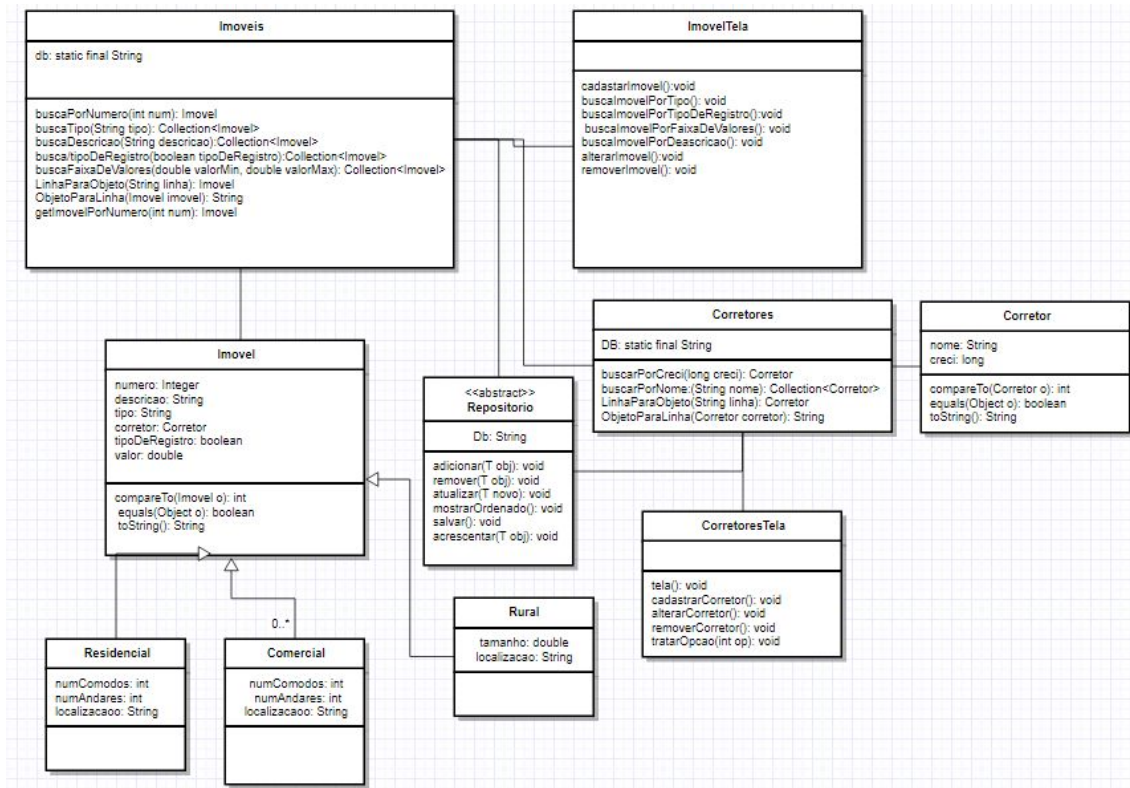 Imoveis
db: static final String
buscaPorNumero(int num): Imovel
buscaTipo(String tipo): Collection<Imovel>
buscaDescricao(String descricao):Collection<Imovel>
busca/tipoDeRegistro(boolean tipoDeRegistro):Collection<Imovel>
buscaFaixaDeValores(double valorMin, double valorMax): Collection<Imovel>
LinhaParaObjeto(String linha): Imovel
ObjetoParaLinha(Imovel imovel): String
getImovelPorNumero(int num): Imovel
ImovelTela
cadastarImovel():void
buscaImovelPorTipo(): void
buscaImovelPorTipoDeRegistro():void
buscaImovelPorFaixaDeValores(): void
buscaImovelPorDeascricao(): void
alterarImovel():void
removerImovel(): void
Imovel
numero: Integer
descricao: String
tipo: String
corretor: Corretor
tipoDeRegistro: boolean
valor: double
compareTo(Imovel o): int
equals(Object o): boolean
toString(): String
<<abstract>>
Repositorio
Db: String
adicionar(T obj): void
remover(T obj): void
atualizar(T novo): void
mostrarOrdenado(): void
salvar(): void
acrescentar(T obj): void
Corretores
DB: static final String
buscarPorCreci(long creci): Corretor
buscarPorNome:(String nome): Collection<Corretor>
LinhaParaObjeto(String linha): Corretor
ObjetoParaLinha(Corretor corretor): String
Corretor
nome: String
creci: long
compareTo(Corretor o): int
equals(Object o): boolean
toString(): String
CorretoresTela
tela(): void
cadastrarCorretor(): void
alterarCorretor(): void
removerCorretor(): void
tratarOpcao(int op): void
Rural
tamanho: double
localizacao: String
0..*
Residencial
numComodos: int
numAndares: int
localizacaoo: String
Comercial
numComodos: int
numAndares: int
localizacaoo: String